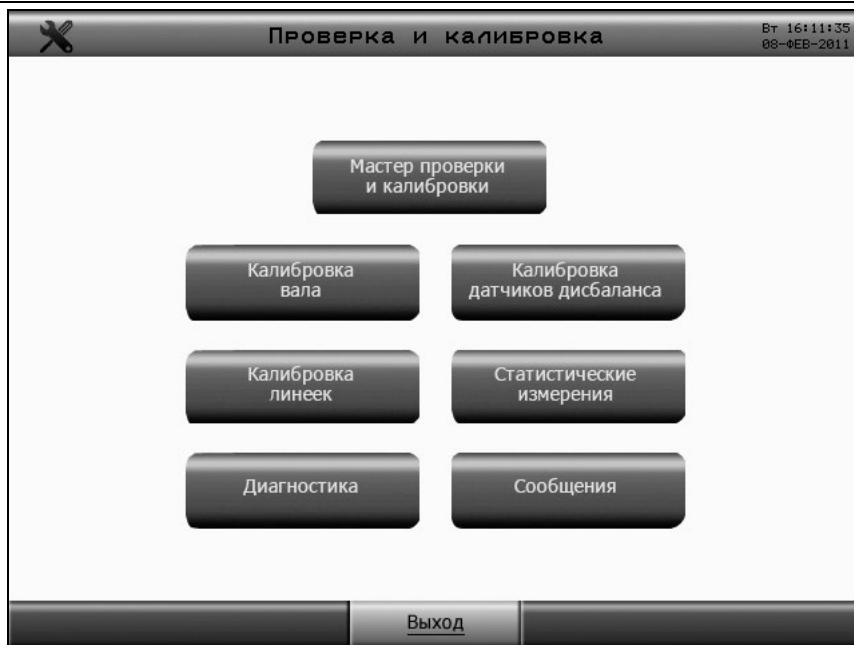 Проверка и калибровка
Вт 16:11:35
08-ФЕВ-2011
Мастер проверки
и калибровки
Калибровка
вала
Калибровка
датчиков дисбаланса
Калибровка
линеек
Статистические
измерения
Диагностика
Сообщения
Выход